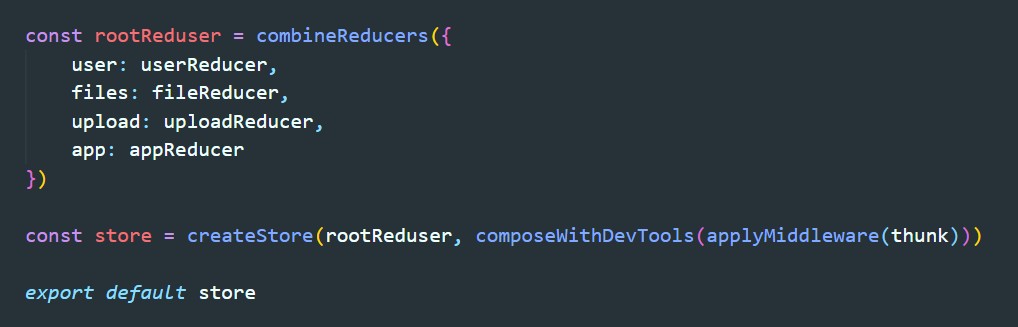 const rootReduser = combineReducers({
    user: userReducer,
    files: fileReducer,
    upload: uploadReducer,
    app: appReducer
})
const store = createStore(rootReduser, composeWithDevTools(applyMiddleware(thunk)))
export default store